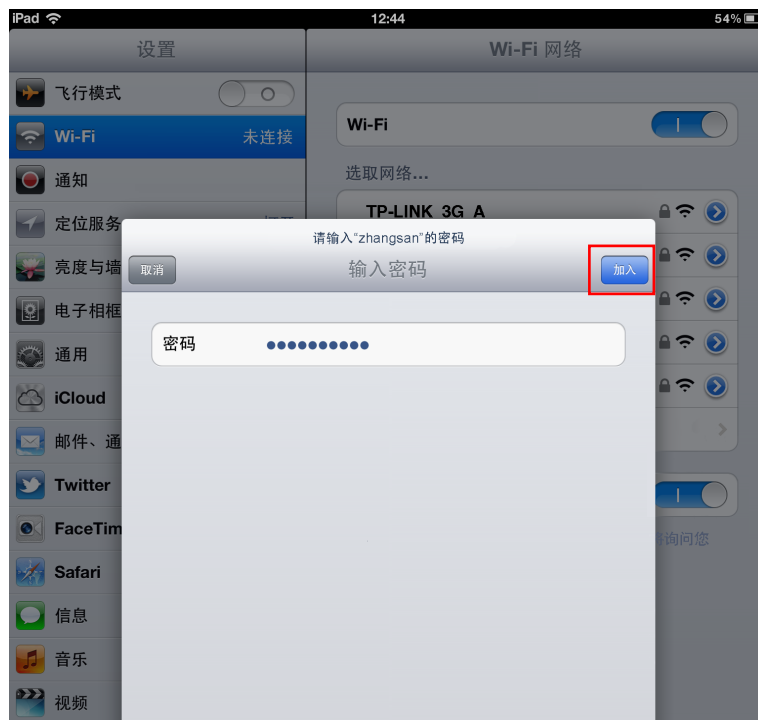 iPad 12:44 54%
设置
Wi-Fi 网络
飞行模式
Wi-Fi 未连接
通知
定位服务
亮度与墙
电子相框
通用
iCloud
邮件、通
Twitter
FaceTim
Safari
信息
音乐
视频
Wi-Fi
选取网络...
TP-LINK_3G_A
请输入“zhangsan”的密码
取消
输入密码
加入
密码 ••••••••••
询问您